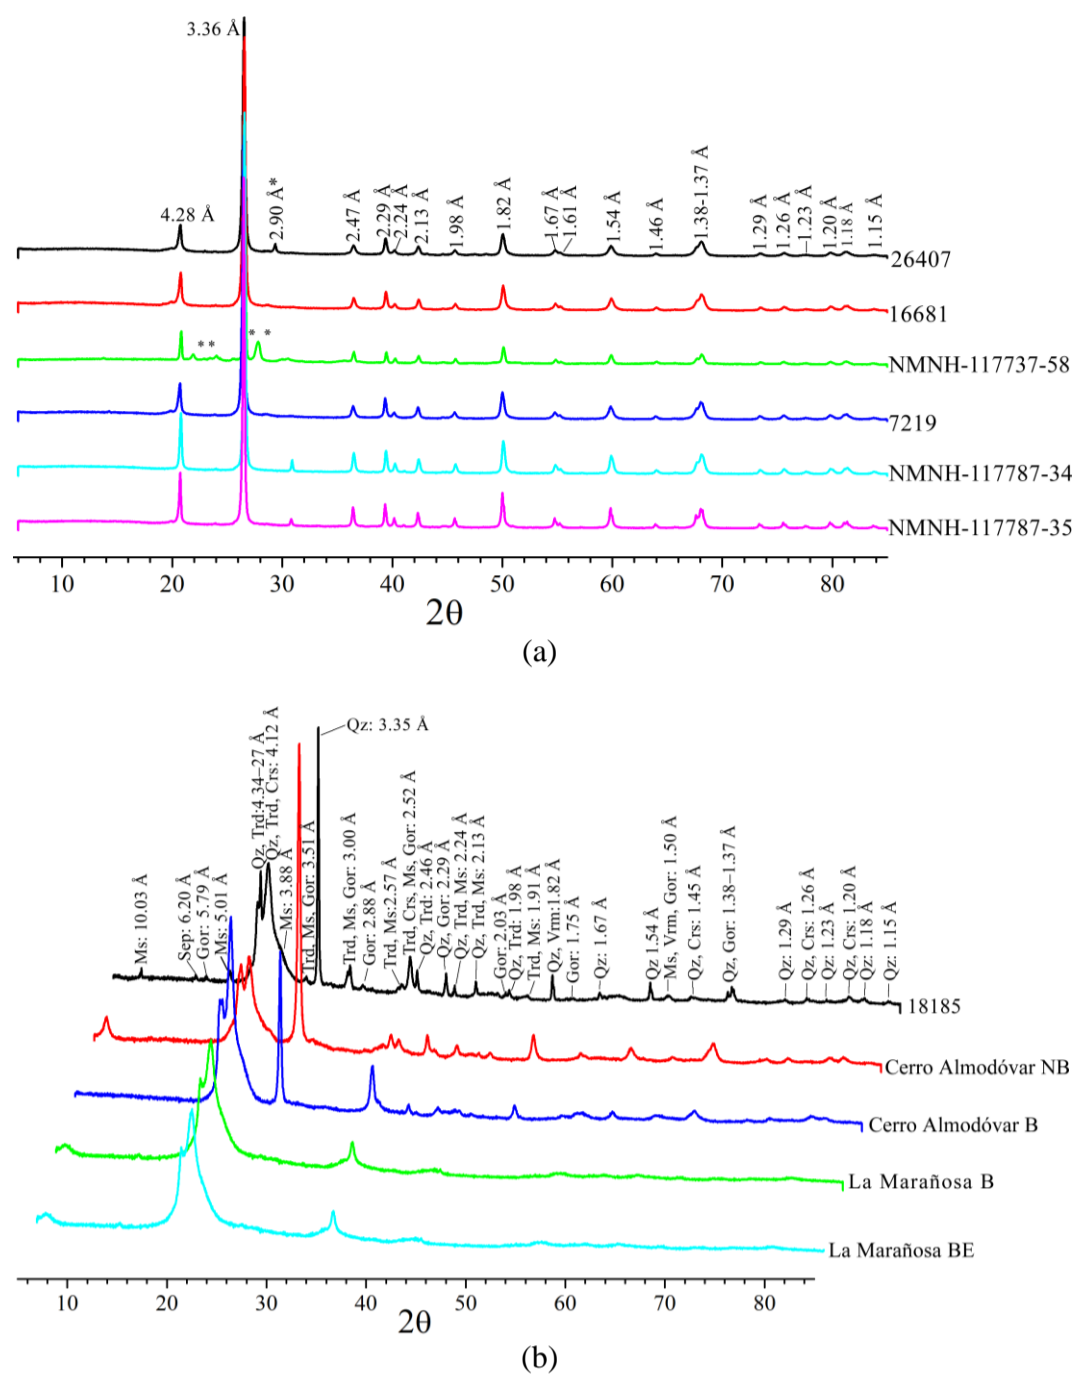 3.36 Å
4.28 Å
2.90 Å*
2.47 Å
2.29 Å
2.24 Å
2.13 Å
1.98 Å
1.82 Å
1.67 Å
1.61 Å
1.54 Å
1.46 Å
1.38-1.37 Å
1.29 Å
1.26 Å
1.23 Å
1.20 Å
1.18 Å
1.15 Å
26407
16681
* * * *
NMNH-117737-58
7219
NMNH-117787-34
NMNH-117787-35
10 20 30 40 50 60 70 80
2θ
(a)
Ms: 10.03 Å
Sep: 6.20 Å
Gor: 5.79 Å
Ms: 5.01 Å
Qz, Trd:4.34–27 Å
Qz, Trd, Crs: 4.12 Å
Ms: 3.88 Å
Trd, Ms, Gor: 3.51 Å
Qz: 3.35 Å
Trd, Ms, Gor: 3.00 Å
Gor: 2.88 Å
Trd, Ms:2.57 Å
Trd, Crs, Ms, Gor: 2.52 Å
Qz, Trd: 2.46 Å
Qz, Gor: 2.29 Å
Qz, Trd, Ms: 2.24 Å
Qz, Trd, Ms: 2.13 Å
Gor: 2.03 Å
Qz, Trd: 1.98 Å
Trd, Ms: 1.91 Å
Qz, Vrm:1.82 Å
Gor: 1.75 Å
Qz: 1.67 Å
Qz 1.54 Å
Ms, Vrm, Gor: 1.50 Å
Qz, Crs: 1.45 Å
Qz, Gor: 1.38–1.37 Å
Qz: 1.29 Å
Qz, Crs: 1.26 Å
Qz: 1.23 Å
Qz, Crs: 1.20 Å
Qz: 1.18 Å
Qz: 1.15 Å
18185
Cerro Almodóvar NB
Cerro Almodóvar B
La Marañosa B
La Marañosa BE
10 20 30 40 50 60 70 80
2θ
(b)